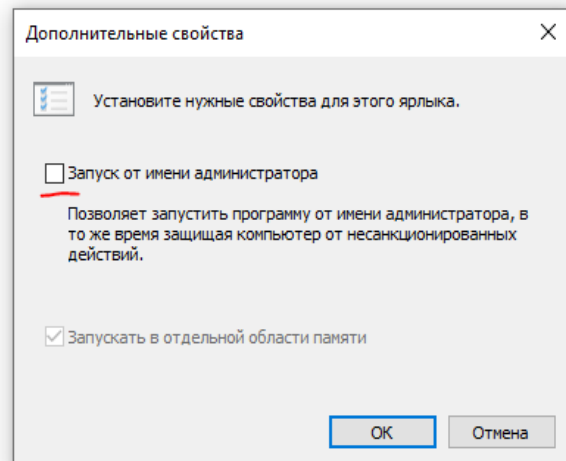 Дополнительные свойства
Установите нужные свойства для этого ярлыка.
Запуск от имени администратора
Позволяет запустить программу от имени администратора, в
то же время защищая компьютер от несанкционированных
действий.
Запускать в отдельной области памяти
ОК
Отмена